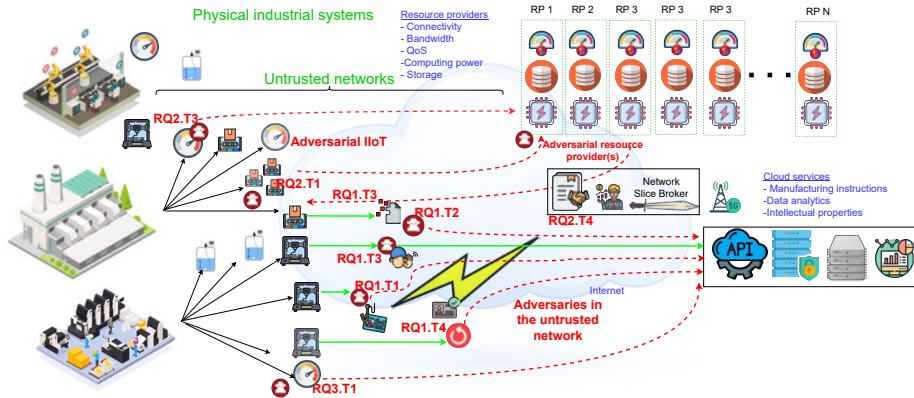 Physical industrial systems
Resource providers
- Connectivity
- Bandwidth
- QoS
-Computing power
- Storage
RP 1
RP 2
RP 3
RP 3
RP 3
RP N
Untrusted networks
RQ2.T3
Adversarial IIoT
Adversarial resource
provider(s)
RQ2.T1
RQ1.T3
RQ1.T2
Network
Slice Broker
RQ2.T4
5G
Cloud services
- Manufacturing instructions
-Data analytics
-Intellectual properties
RQ1.T3
API
RQ1.T1
Internet
RQ1.T4
Adversaries in
the untrusted
network
RQ3.T1